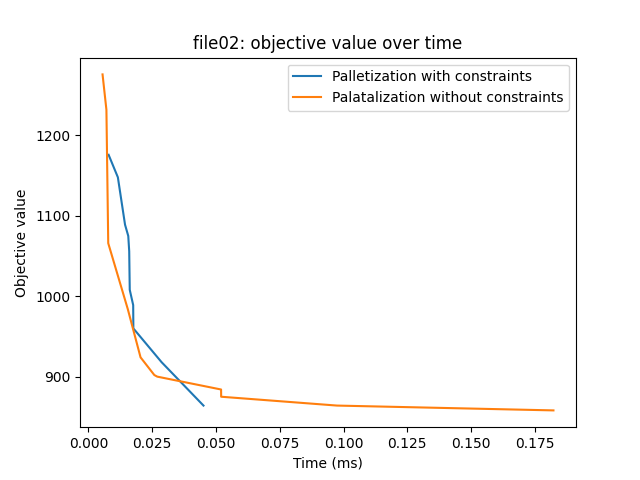 file02: objective value over time
Palletization with constraints
Palatalization without constraints
Objective value
1200
1100
1000
900
0.000 0.025 0.050 0.075 0.100 0.125 0.150 0.175
Time (ms)